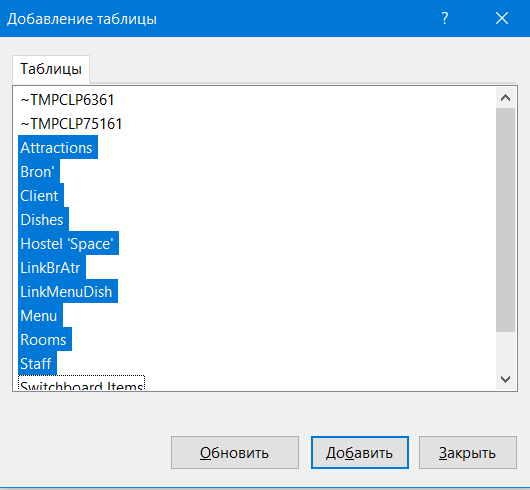 Добавление таблицы ?
Таблицы
~TMPCLP6361
~TMPCLP75161
Attractions
Bron'
Client
Dishes
Hostel 'Space'
LinkBrAtr
LinkMenuDish
Menu
Rooms
Staff
Switchboard Items
Обновить Добавить Закрыть